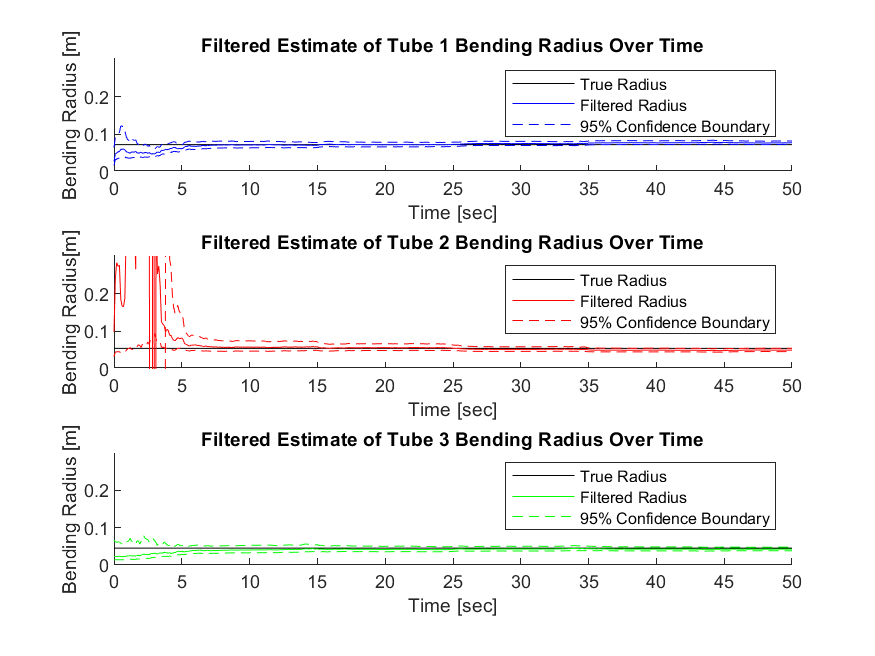 Filtered Estimate of Tube 1 Bending Radius Over Time
Bending Radius [m]
0.2
0.1
0
True Radius
Filtered Radius
95% Confidence Boundary
0 5 10 15 20 25 30 35 40 45 50
Time [sec]
Filtered Estimate of Tube 2 Bending Radius Over Time
Bending Radius[m]
0.2
0.1
0
True Radius
Filtered Radius
95% Confidence Boundary
0 5 10 15 20 25 30 35 40 45 50
Time [sec]
Filtered Estimate of Tube 3 Bending Radius Over Time
Bending Radius [m]
0.2
0.1
0
True Radius
Filtered Radius
95% Confidence Boundary
0 5 10 15 20 25 30 35 40 45 50
Time [sec]